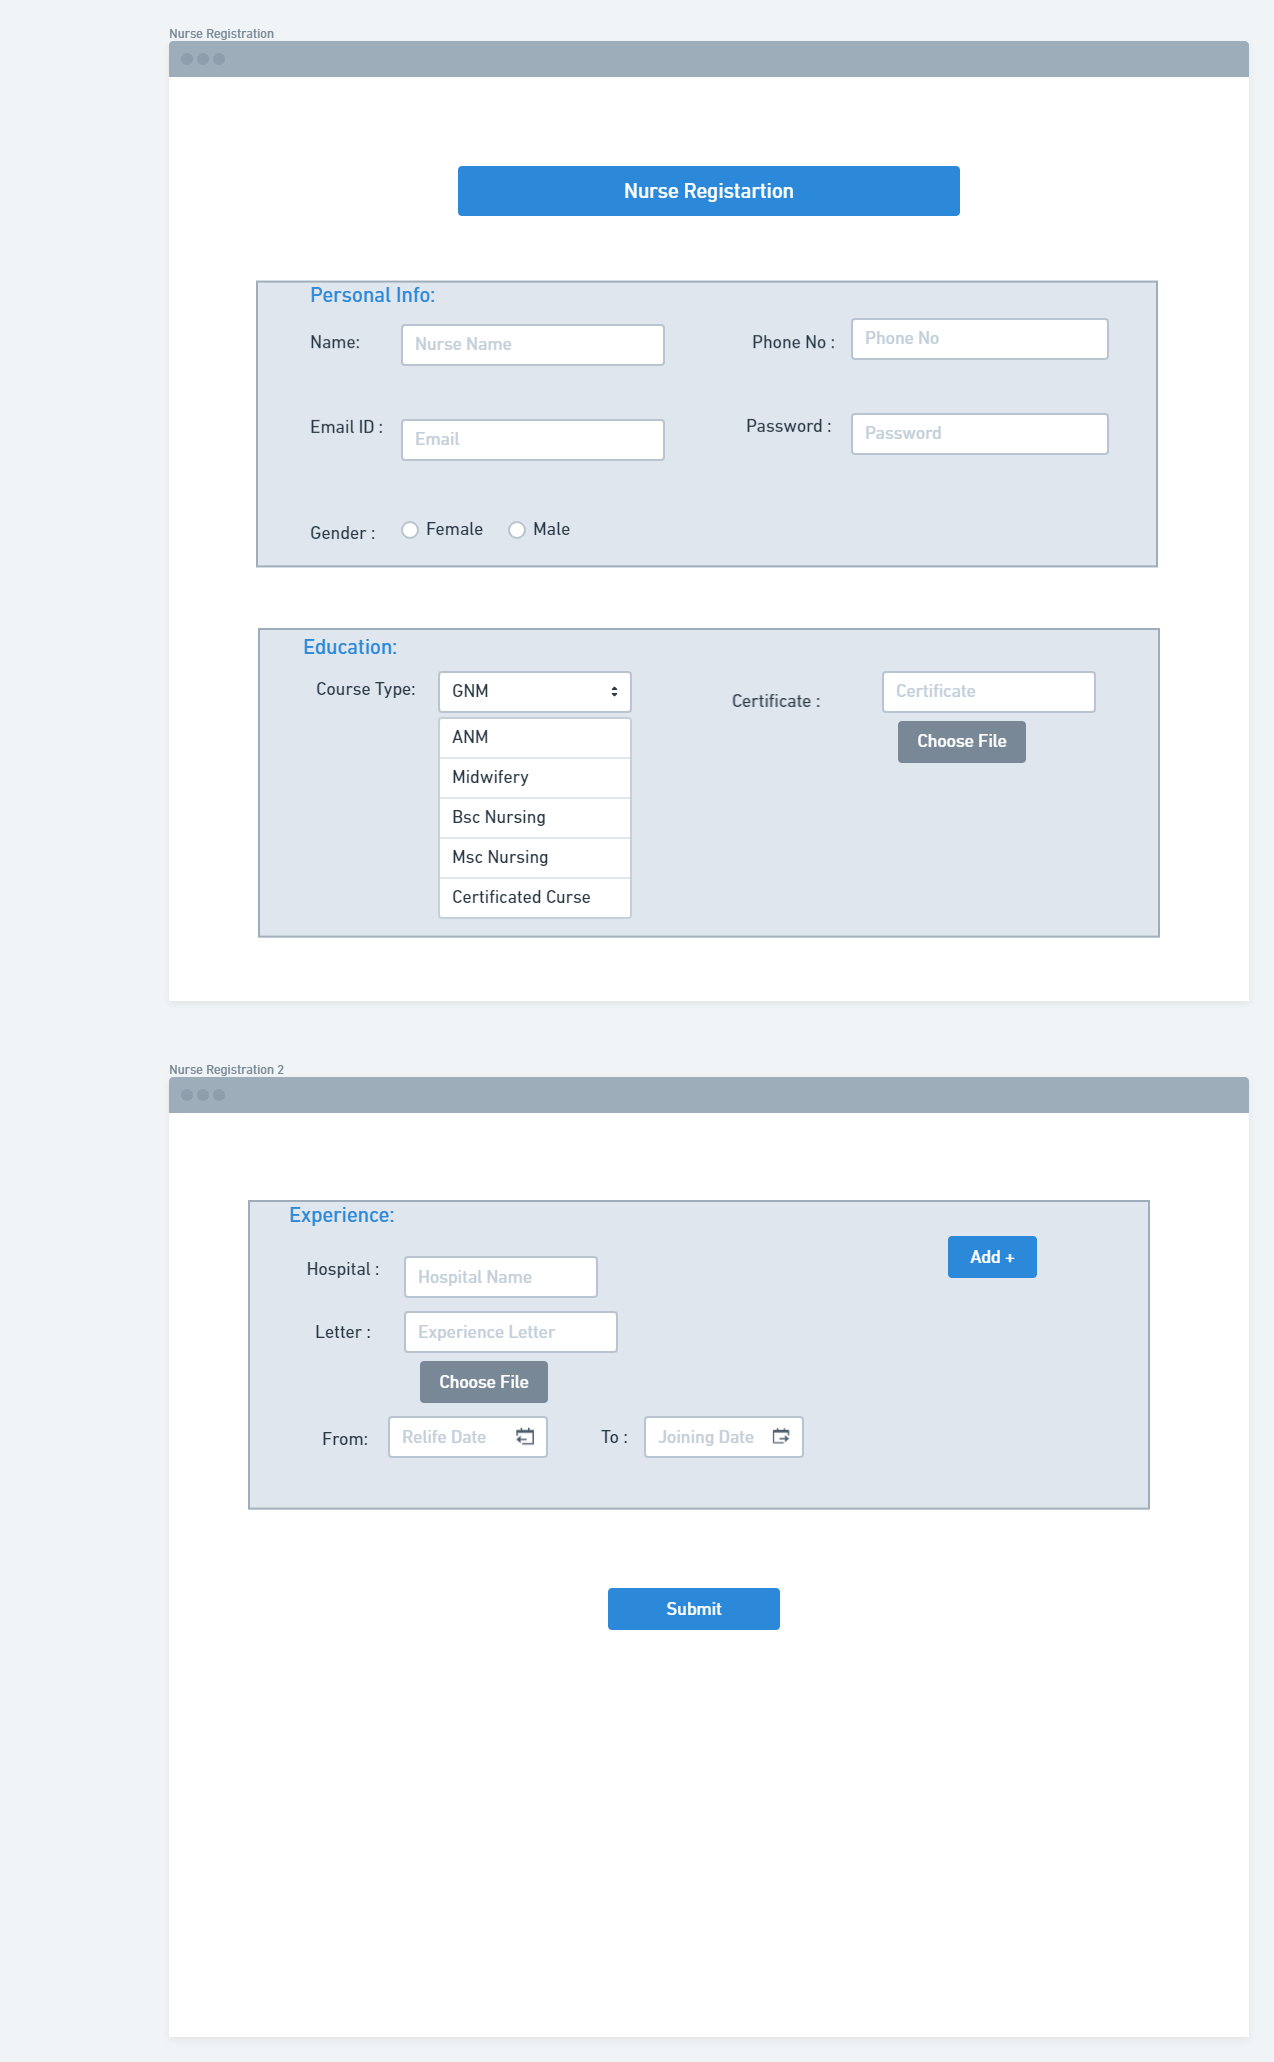 Nurse Registration
Nurse Registartion
Personal Info:
Name: Nurse Name Phone No : Phone No
Email ID : Email Password : Password
Gender : Female Male
Education:
Course Type: GNM Certificate : Certificate
ANM Choose File
Midwifery
Bsc Nursing
Msc Nursing
Certificated Curse
Nurse Registration 2
Experience:
Add +
Hospital : Hospital Name
Letter : Experience Letter
Choose File
From: Relife Date To : Joining Date
Submit